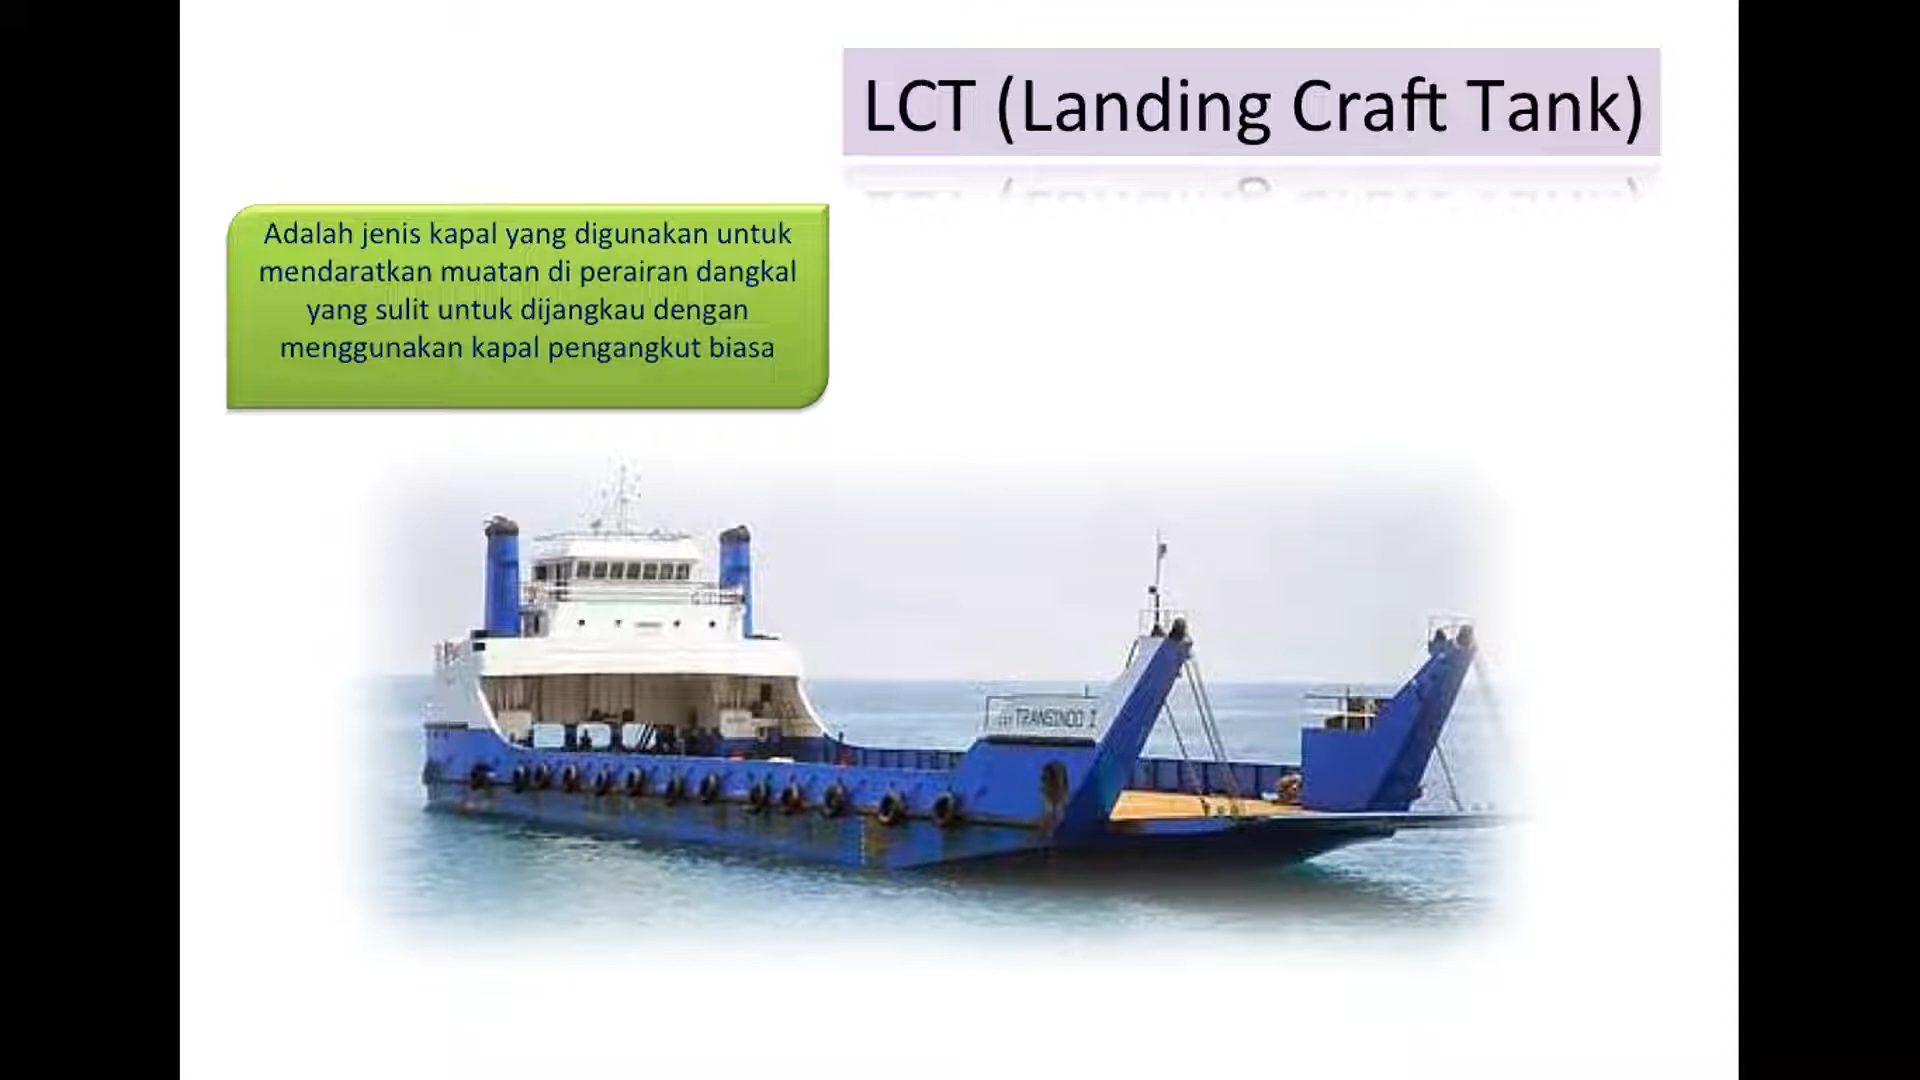 LCT (Landing Craft Tank)
Adalah jenis kapal yang digunakan untuk
mendaratkan muatan di perairan dangkal
yang sulit untuk dijangkau dengan
menggunakan kapal pengangkut biasa
TRANSINDO